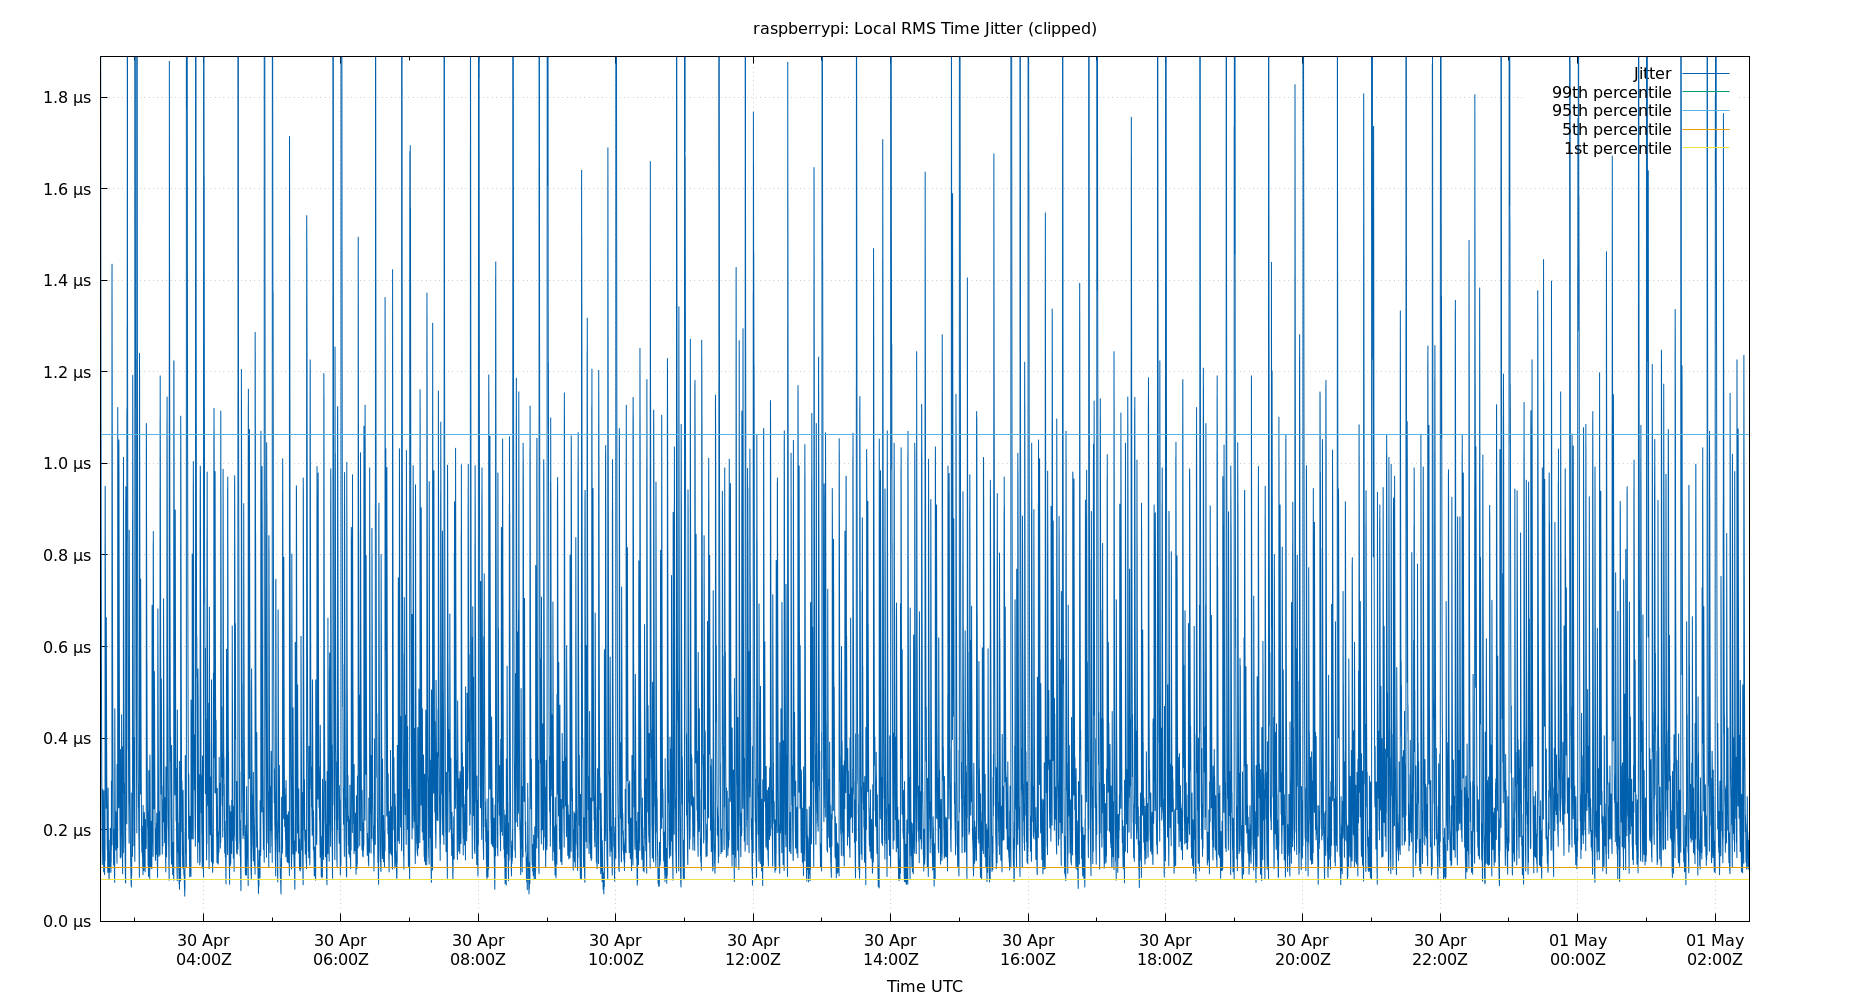 raspberrypi: Local RMS Time Jitter (clipped)
Jitter
99th percentile
95th percentile
5th percentile
1st percentile
1.8 µs
1.6 µs
1.4 µs
1.2 µs
1.0 µs
0.8 µs
0.6 µs
0.4 µs
0.2 µs
0.0 µs
30 Apr 30 Apr 30 Apr 30 Apr 30 Apr 30 Apr 30 Apr 30 Apr 30 Apr 30 Apr 01 May 01 May
04:00Z 06:00Z 08:00Z 10:00Z 12:00Z 14:00Z 16:00Z 18:00Z 20:00Z 22:00Z 00:00Z 02:00Z
Time UTC